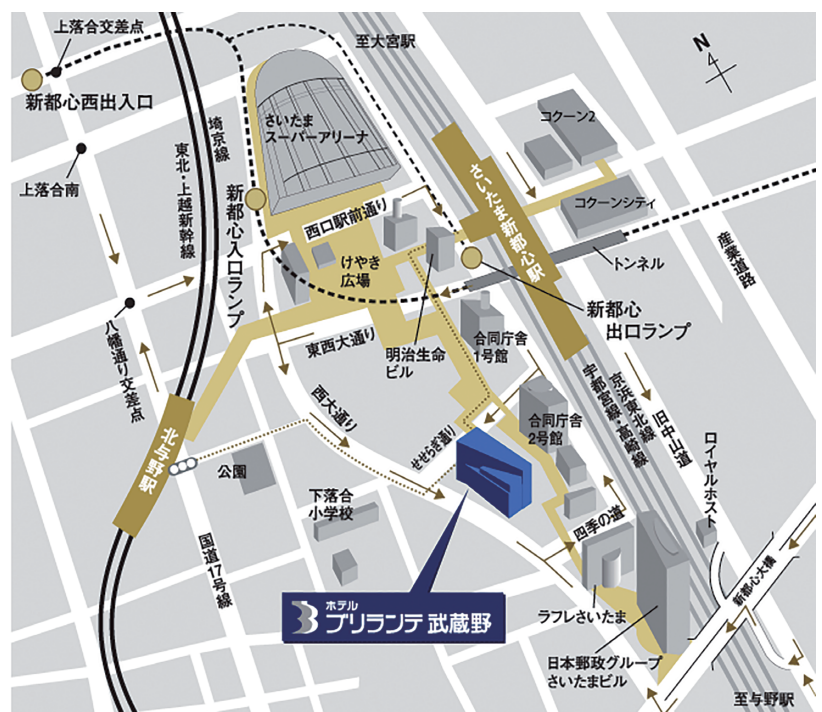 上落合交差点
至大宮駅
N
4
新都心西出入口
コクーン2
さいたま
スーパーアリーナ
埼京線
東北・上越新幹線
上落合南
さいたま新都心駅
コクーンシティ
新都心入口ランプ
西口駅前通り
産業道路
けやき
広場
トンネル
八幡通り交差点
新都心
出口ランプ
東西大通り
明治生命
ビル
合同庁舎
1号館
西大通り
京浜東北線
宇都宮線・高崎線
旧中山道
北与野駅
せせらぎ通り
合同庁舎
2号館
ロイヤルホスト
公園
下落合
小学校
国道17号線
四季の道
新都心大橋
ホテル
ブリランテ 武蔵野
ラフレさいたま
日本郵政グループ
さいたまビル
至与野駅